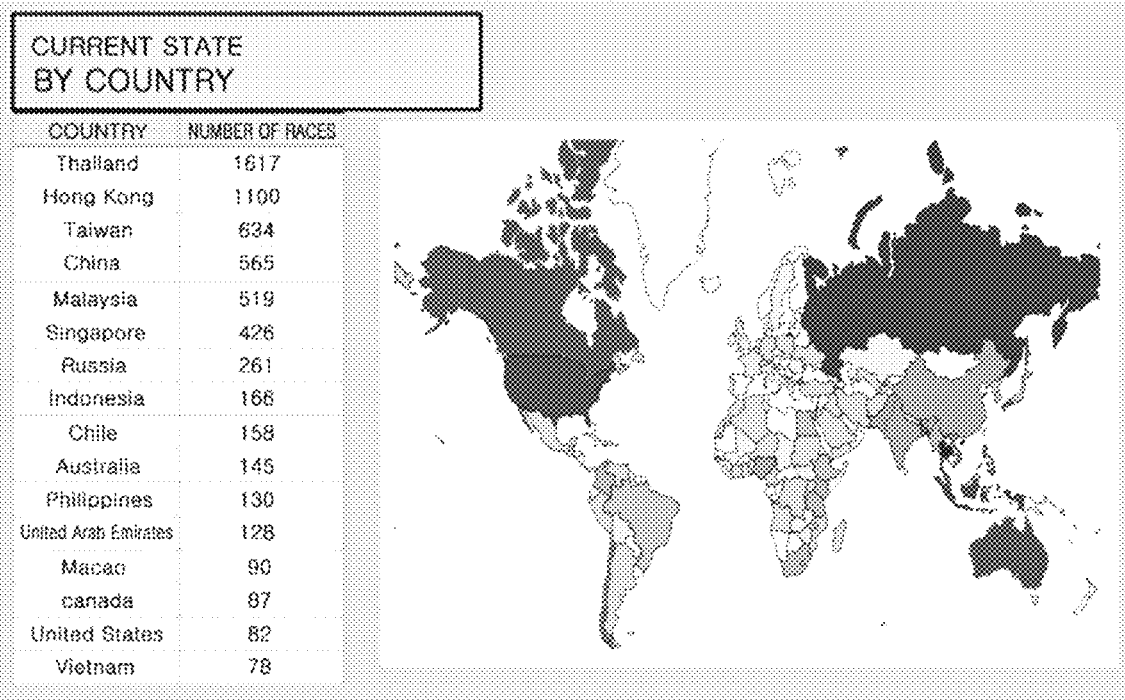 CURRENT STATE
BY COUNTRY
COUNTRY NUMBER OF RACES
Thailand 1617
Hong Kong 1100
Taiwan 634
China 565
Malaysia 519
Singapore 426
Russia 261
Indonesia 166
Chile 158
Australia 145
Philippines 130
United Arab Emirates 128
Macao 90
canada 87
United States 82
Vietnam 78